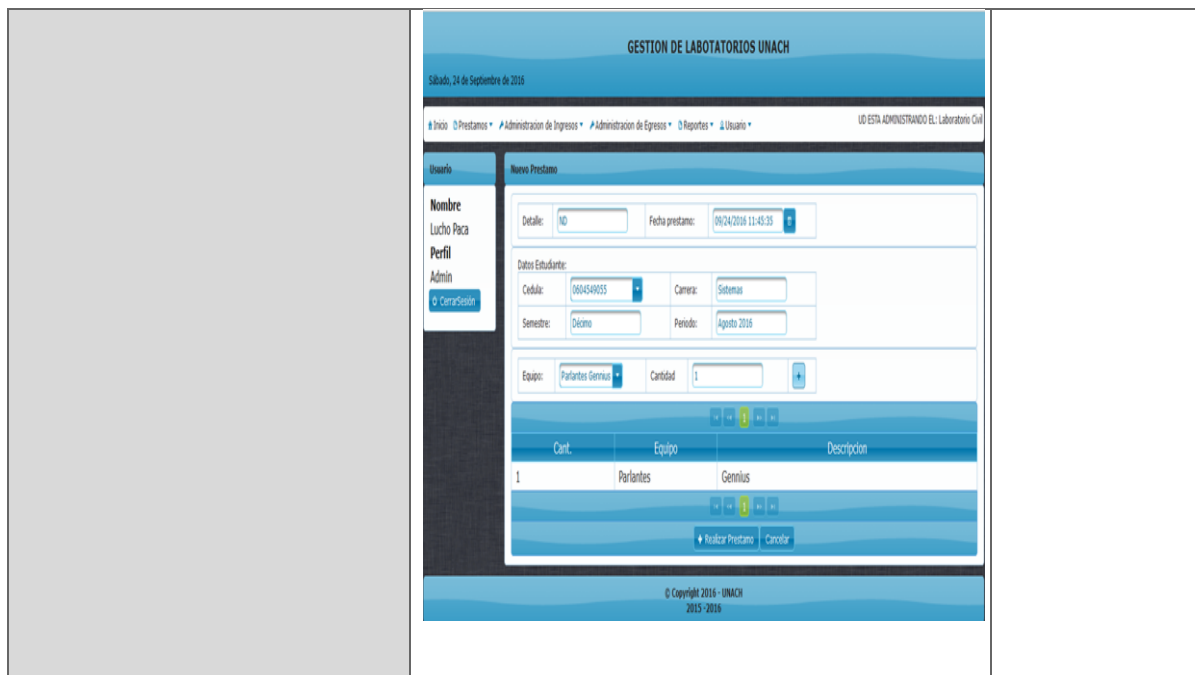 GESTION DE LABOTATORIOS UNACH
Sábado, 24 de Septiembre de 2016
Inicio Prestamos Administracion de Ingresos Administracion de Egresos Reportes Usuario UD ESTA ADMINISTRANDO EL: Laboratorio Civil
Usuario
Nombre
Lucho Paca
Perfil
Admin
CerrarSesión
Nuevo Prestamo
Detalle: ND Fecha prestamo: 09/24/2016 11:45:35
Datos Estudiante:
Cedula: 0604549055 Carrera: Sistemas
Semestre: Décimo Periodo: Agosto 2016
Equipo: Parlantes Gennius Cantidad 1
1
Cant. Equipo Descripcion
1 Parlantes Gennius
1
Realizar Prestamo Cancelar
© Copyright 2016 - UNACH
2015 -2016